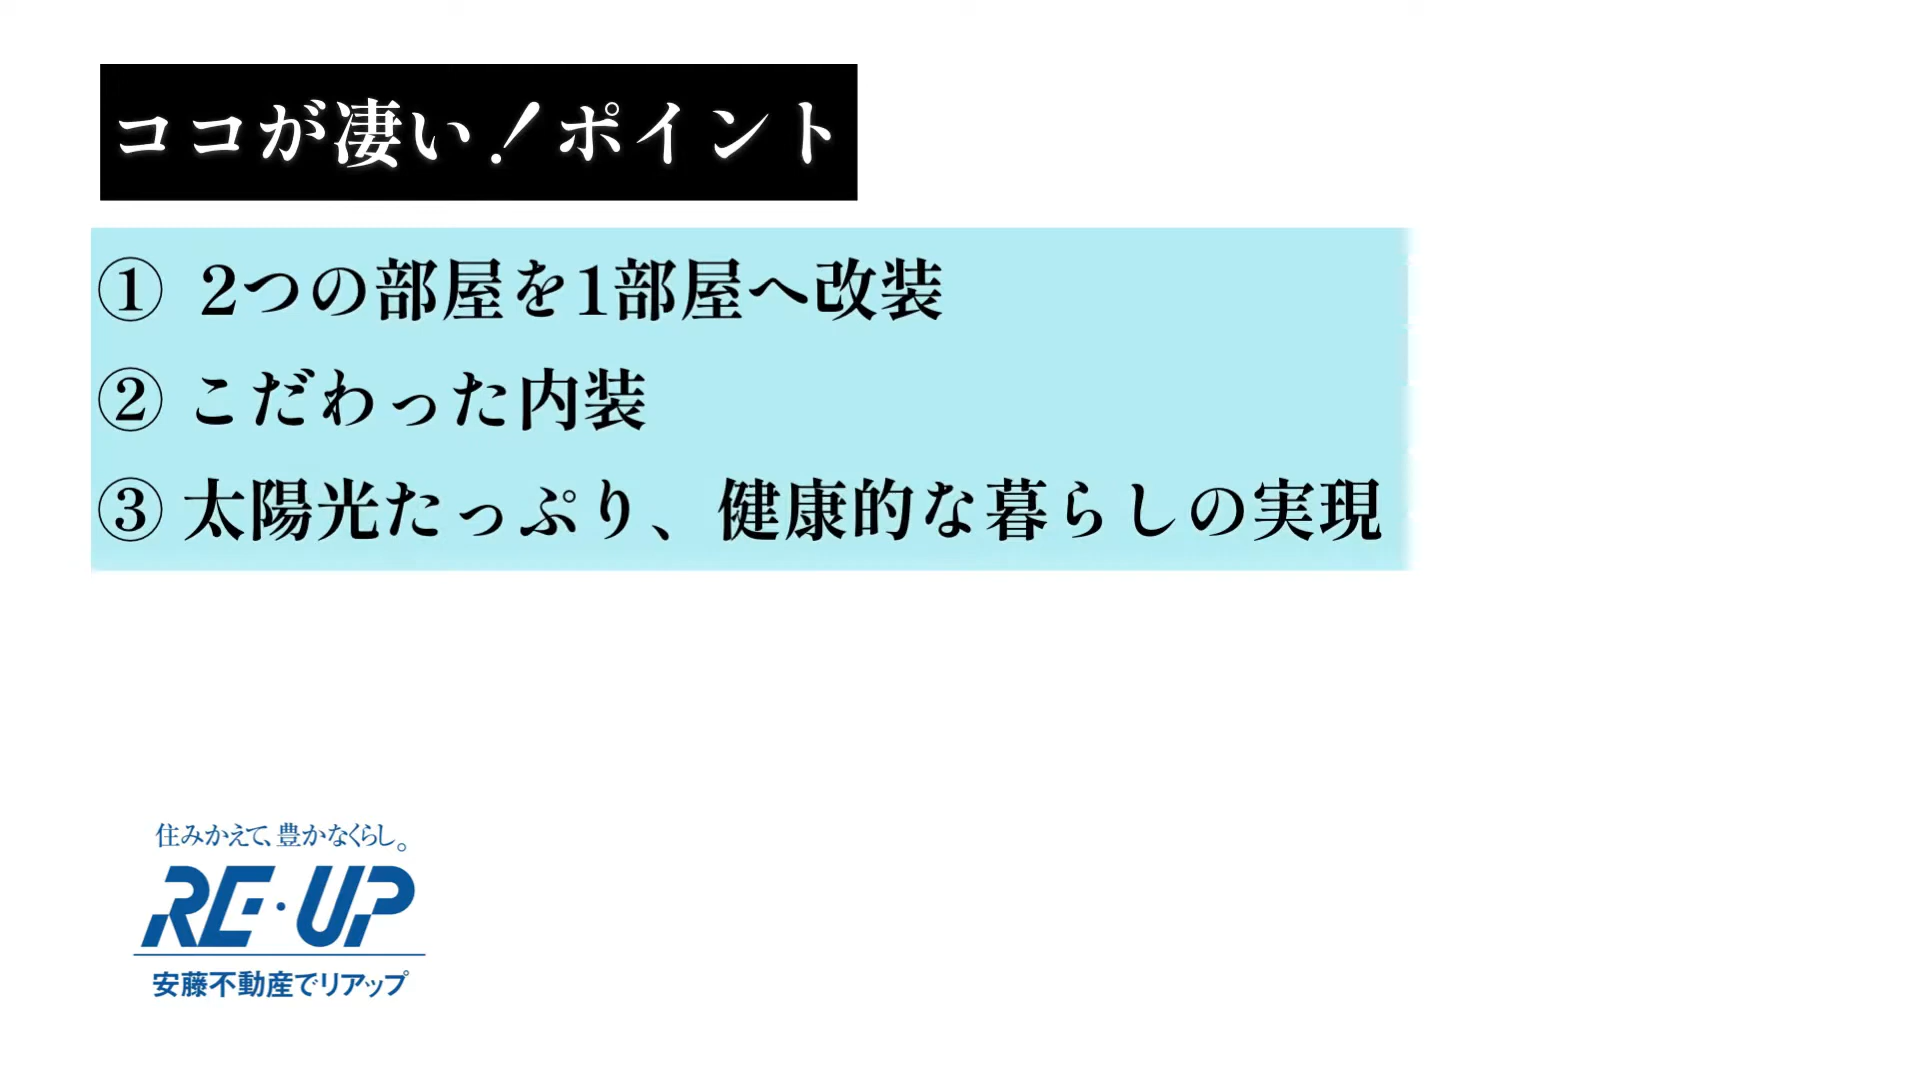 ココが凄い！ポイント
① 2つの部屋を1部屋へ改装
② こだわった内装
③ 太陽光たっぷり、健康的な暮らしの実現
住みかえて、豊かなくらし。
RE・UP
安藤不動産でリアップ